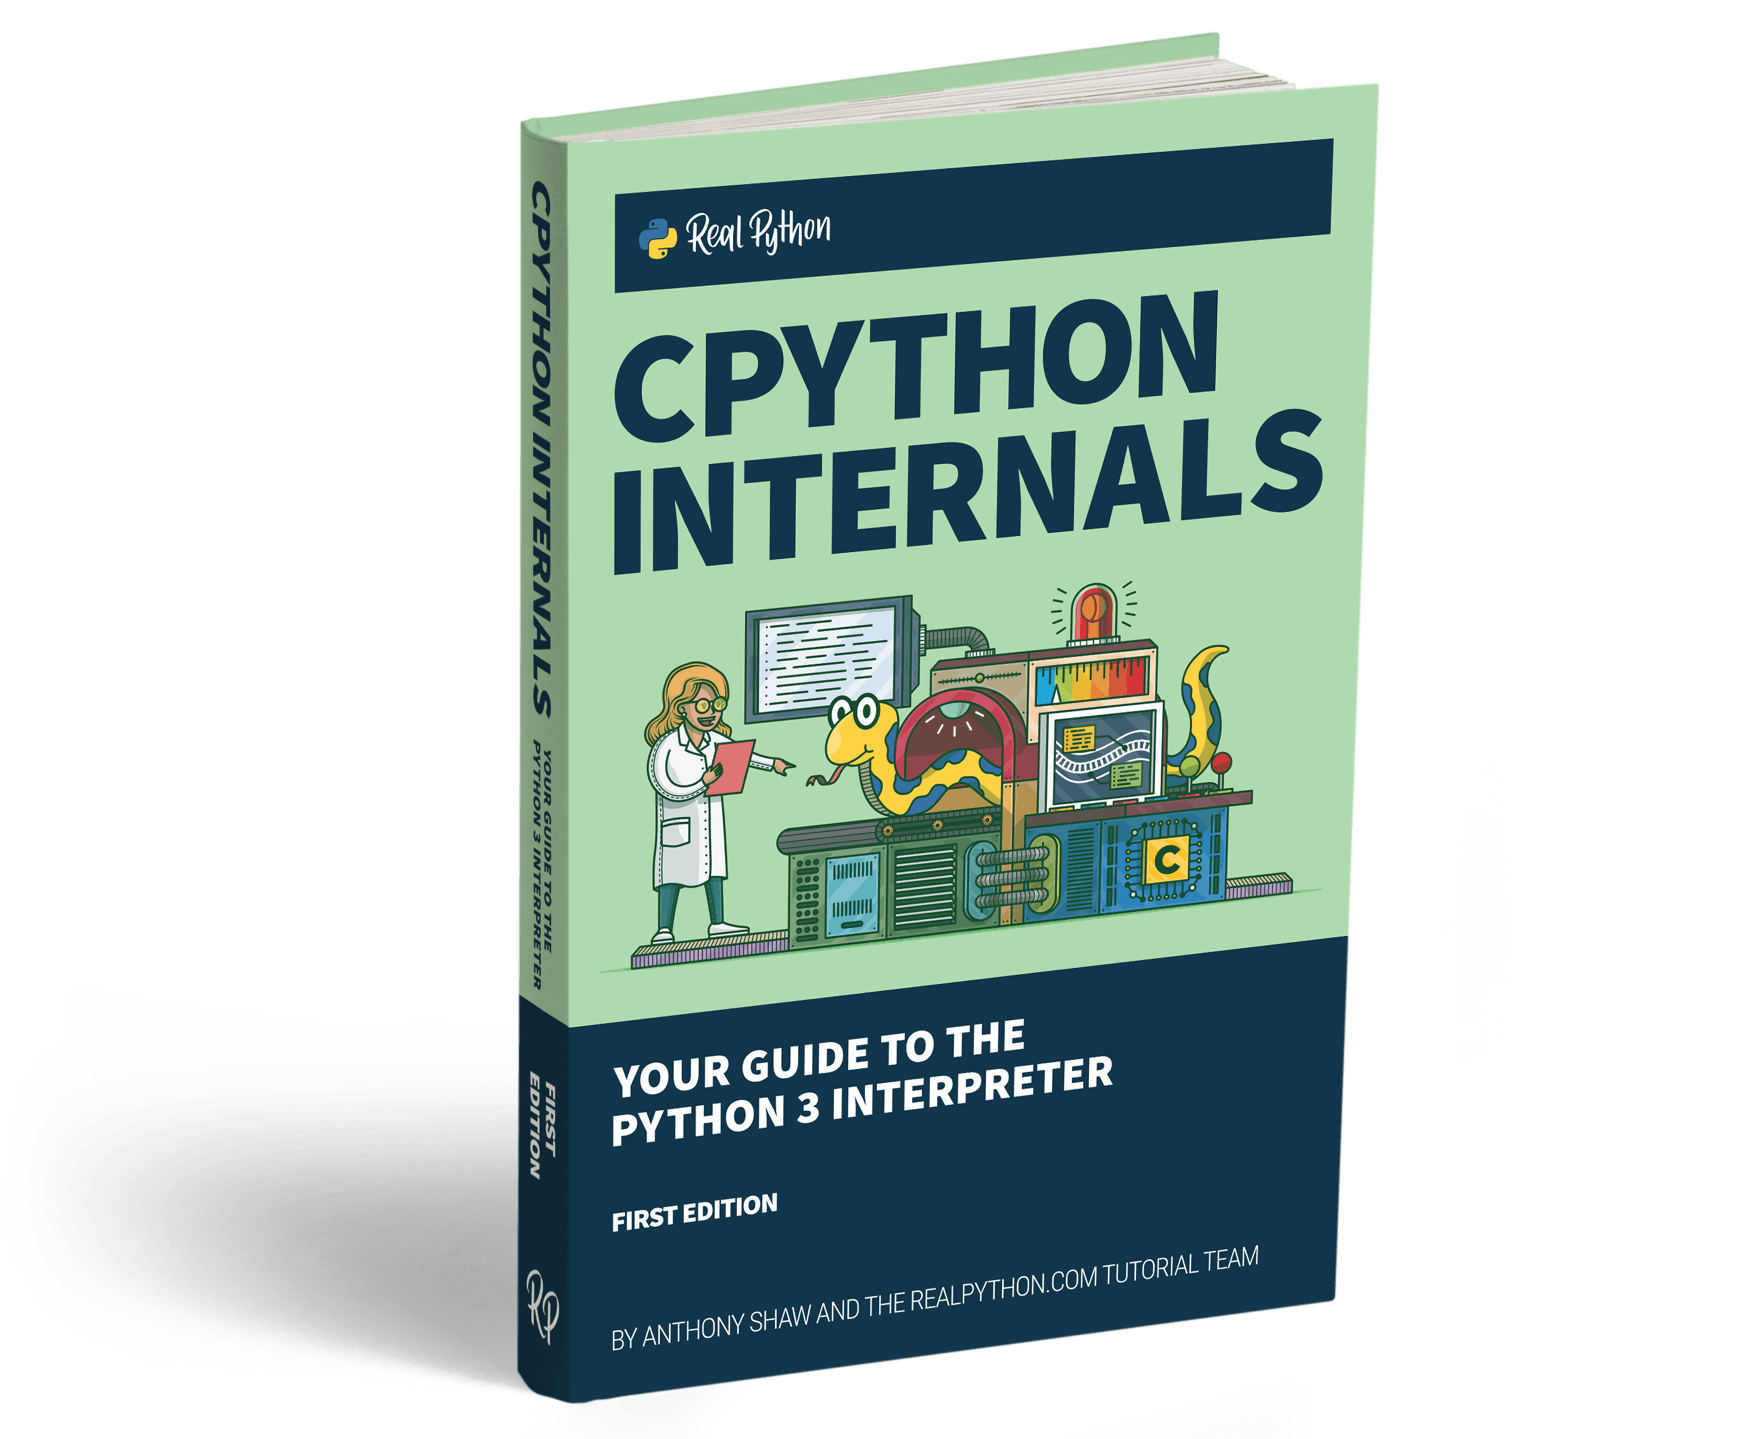 Real Python
CPYTHON
INTERNALS
C
YOUR GUIDE TO THE
PYTHON 3 INTERPRETER
FIRST EDITION
BY ANTHONY SHAW AND THE REALPYTHON.COM TUTORIAL TEAM
CPYTHON INTERNALS
YOUR GUIDE TO THE
PYTHON 3 INTERPRETER
FIRST
EDITION
RP